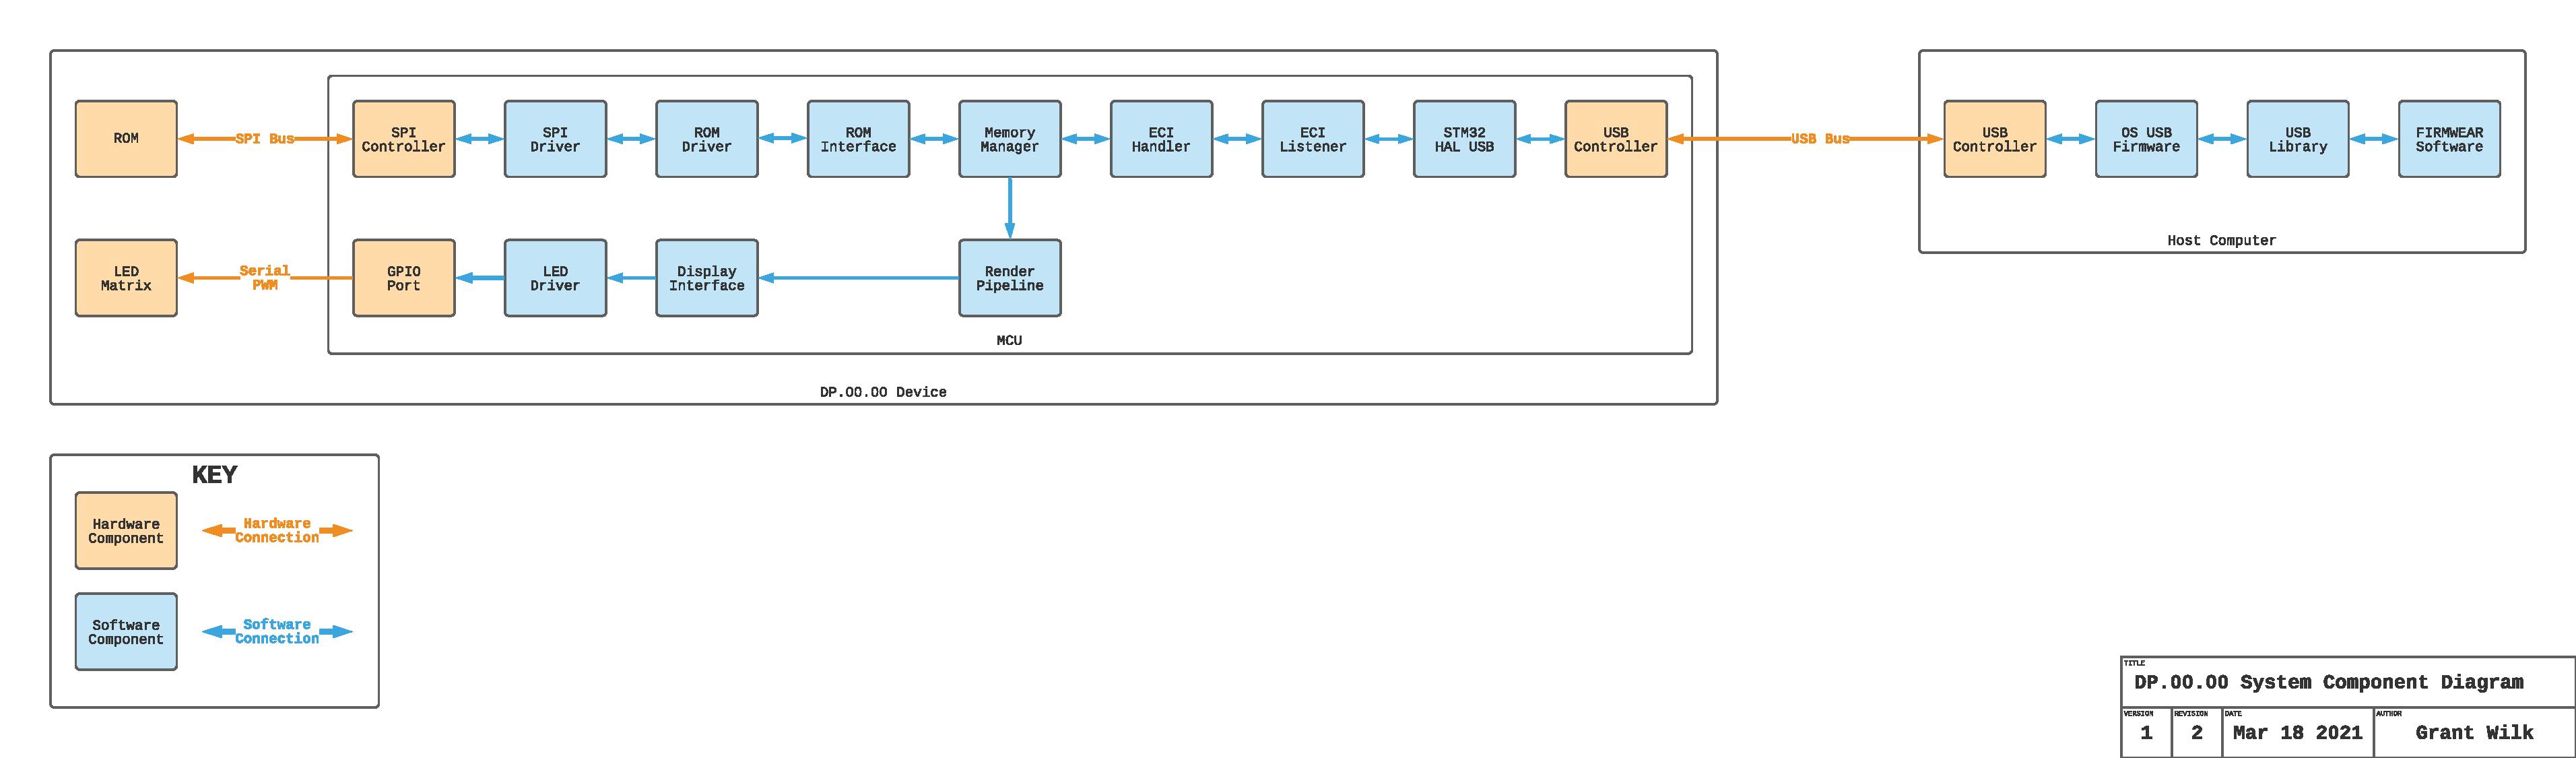 ROM
SPI Bus
SPI
Controller
SPI
Driver
ROM
Driver
ROM
Interface
Memory
Manager
ECI
Handler
ECI
Listener
STM32
HAL USB
USB
Controller
USB Bus
USB
Controller
OS USB
Firmware
USB
Library
FIRMWEAR
Software
Host Computer
LED
Matrix
Serial
PWM
GPIO
Port
LED
Driver
Display
Interface
Render
Pipeline
MCU
DP.00.00 Device
KEY
Hardware
Component
Hardware
Connection
Software
Component
Software
Connection
TITLE
DP.00.00 System Component Diagram
VERSION
1
REVISION
2
DATE
Mar 18 2021
AUTHOR
Grant Wilk